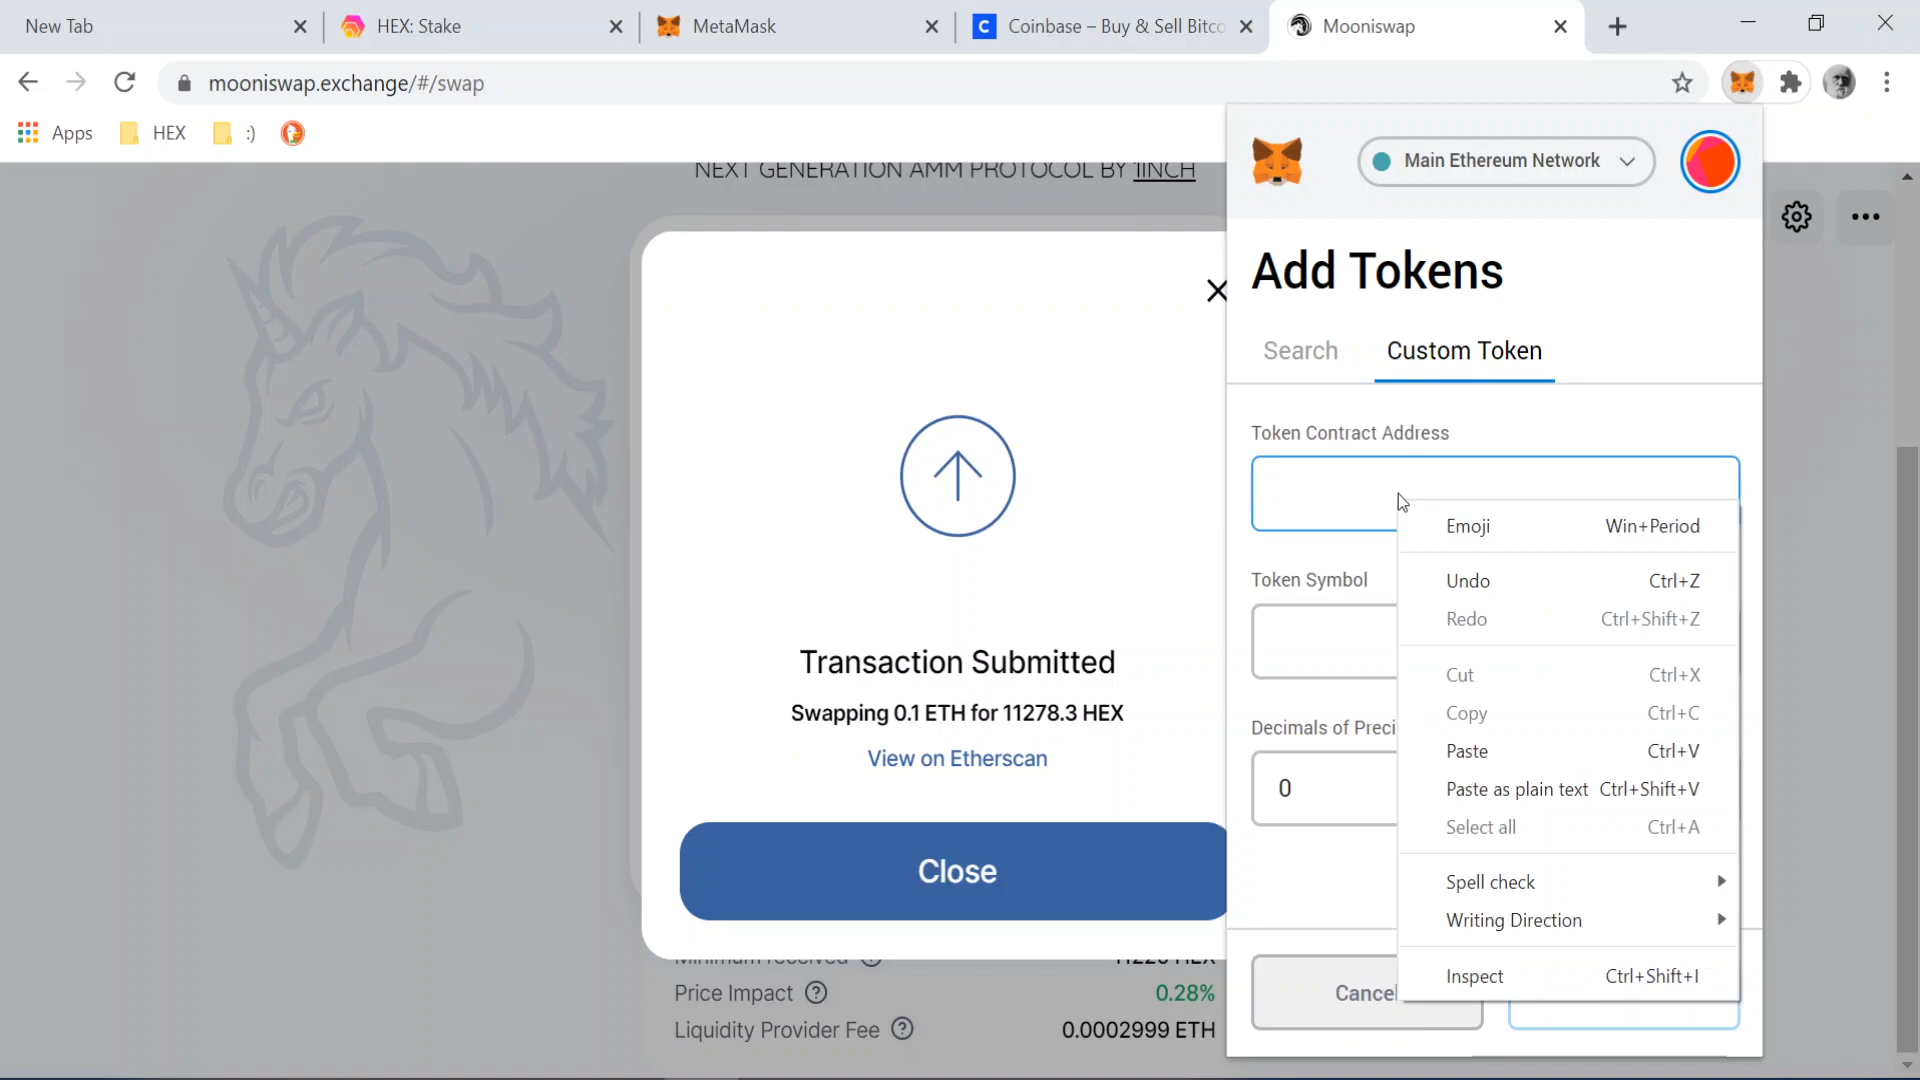 New Tab
HEX: Stake
MetaMask
Coinbase – Buy & Sell Bitco
Mooniswap
mooniswap.exchange/#/swap
Apps
HEX
:)
NEXT GENERATION AMM PROTOCOL BY 1INCH
Main Ethereum Network
Add Tokens
Search
Custom Token
Token Contract Address
Token Symbol
Decimals of Preci
0
Cancel
Emoji Win+Period
Undo Ctrl+Z
Redo Ctrl+Shift+Z
Cut Ctrl+X
Copy Ctrl+C
Paste Ctrl+V
Paste as plain text Ctrl+Shift+V
Select all Ctrl+A
Spell check
Writing Direction
Inspect Ctrl+Shift+I
Transaction Submitted
Swapping 0.1 ETH for 11278.3 HEX
View on Etherscan
Close
Minimum received HEX
Price Impact 0.28%
Liquidity Provider Fee 0.0002999 ETH